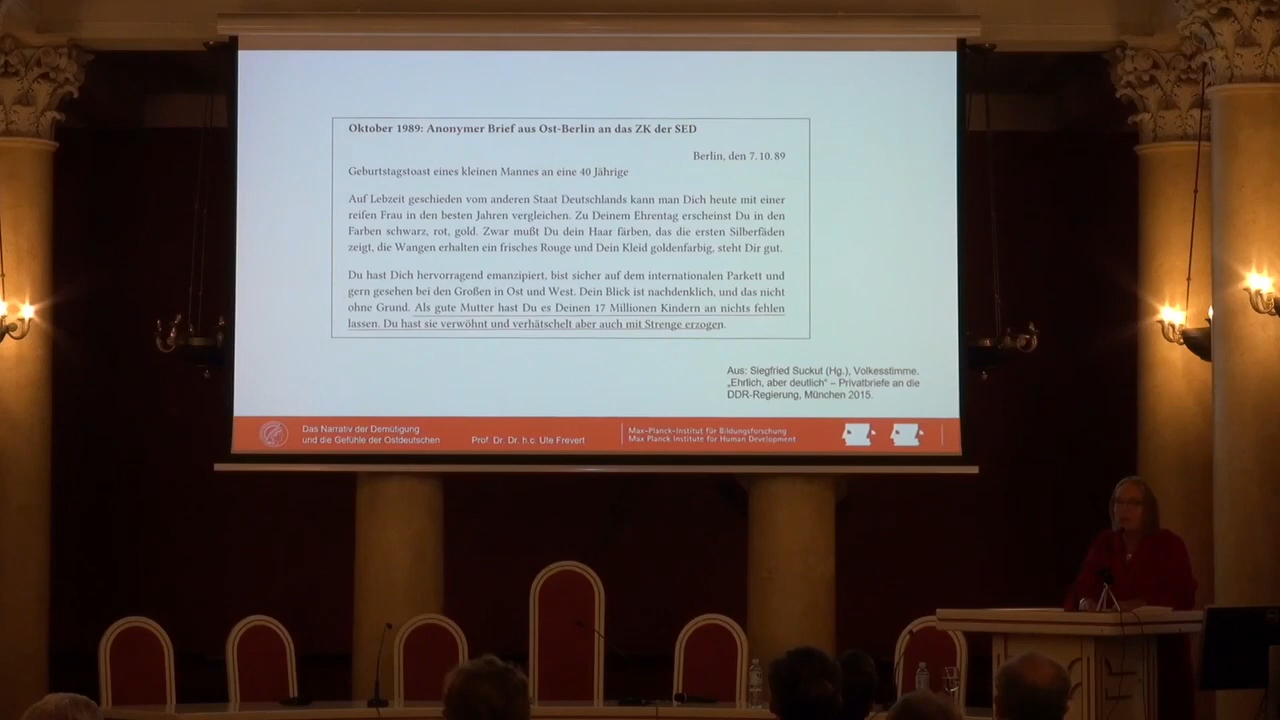 Oktober 1989: Anonymer Brief aus Ost-Berlin an das ZK der SED
Berlin, den 7. 10. 89
Geburtstagstoast eines kleinen Mannes an eine 40 Jährige
Auf Lebzeit geschieden vom anderen Staat Deutschlands kann man Dich heute mit einer
reifen Frau in den besten Jahren vergleichen. Zu Deinem Ehrentag erscheinst Du in den
Farben schwarz, rot, gold. Zwar mußt Du dein Haar färben, das die ersten Silberfäden
zeigt, die Wangen erhalten ein frisches Rouge und Dein Kleid goldenfarbig, steht Dir gut.
Du hast Dich hervorragend emanzipiert, bist sicher auf dem internationalen Parkett und
gern gesehen bei den Großen in Ost und West. Dein Blick ist nachdenklich, und das nicht
ohne Grund. Als gute Mutter hast Du es Deinen 17 Millionen Kindern an nichts fehlen
lassen. Du hast sie verwöhnt und verhätschelt aber auch mit Strenge erzogen.
Aus: Siegfried Suckut (Hg.), Volkesstimme.
„Ehrlich, aber deutlich“ – Privatbriefe an die
DDR-Regierung, München 2015.
Das Narrativ der Demütigung
und die Gefühle der Ostdeutschen
Prof. Dr. Dr. h.c. Ute Frevert
Max-Planck-Institut für Bildungsforschung
Max Planck Institute for Human Development